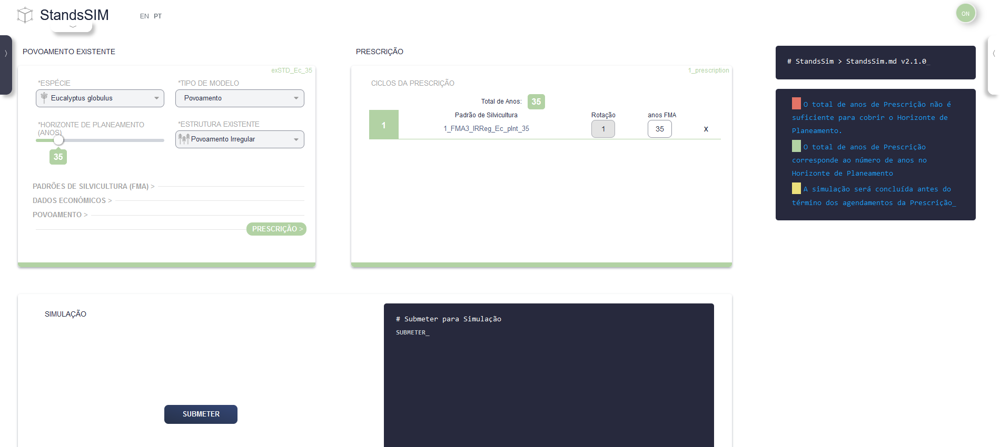 StandsSIM
EN PT
ON
POVOAMENTO EXISTENTE
exSTD_Ec_35
*ESPÉCIE
*TIPO DE MODELO
Eucalyptus globulus
Povoamento
*HORIZONTE DE PLANEAMENTO
(ANOS)
*ESTRUTURA EXISTENTE
Povoamento Irregular
35
PADRÕES DE SILVICULTURA (FMA) >
DADOS ECONÓMICOS >
POVOAMENTO >
PRESCRIÇÃO >
PRESCRIÇÃO
1_prescription
CICLOS DA PRESCRIÇÃO
Total de Anos: 35
Padrão de Silvicultura
Rotação
anos FMA
1
1_FMA3_IRReg_Ec_plnt_35
1
35
X
# StandsSim > StandsSim.md v2.1.0_
O total de anos de Prescrição não é
suficiente para cobrir o Horizonte de
Planeamento.
O total de anos de Prescrição
corresponde ao número de anos no
Horizonte de Planeamento
A simulação será concluída antes do
término dos agendamentos da Prescrição_
SIMULAÇÃO
SUBMETER
# Submeter para Simulação
SUBMETER_